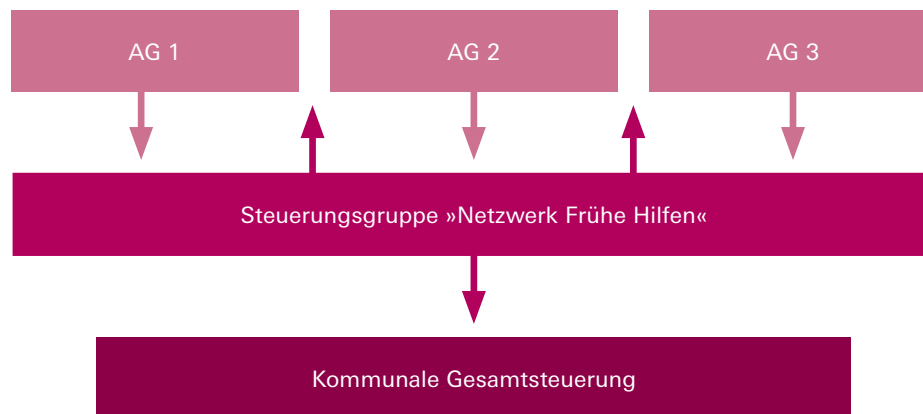 AG 1
AG 2
AG 3
Steuerungsgruppe »Netzwerk Frühe Hilfen«
Kommunale Gesamtsteuerung